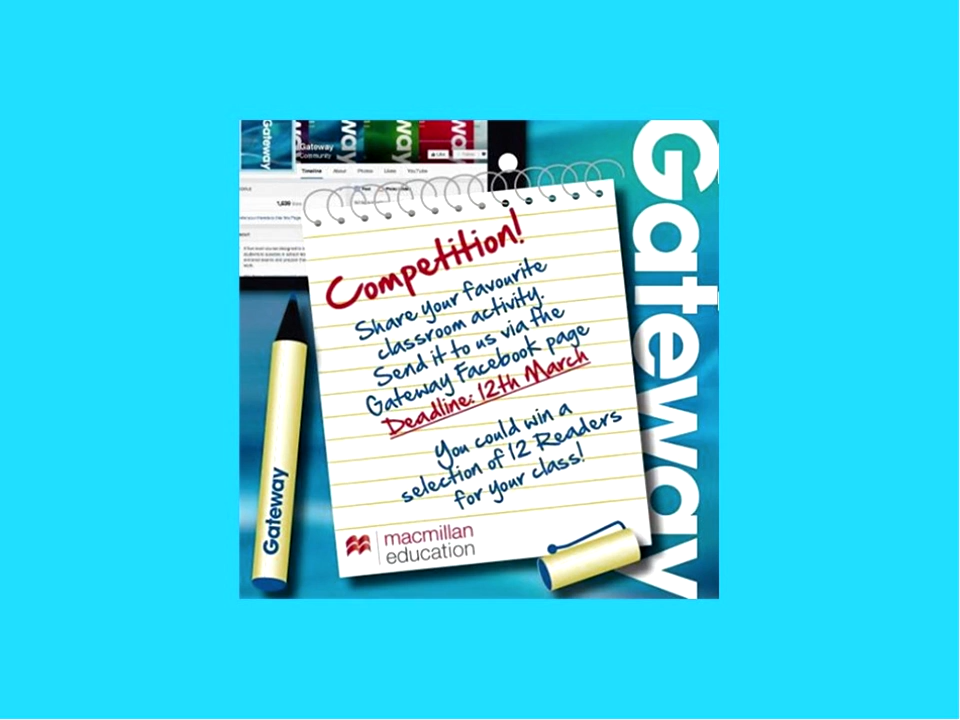 Gateway
Gateway
Community
Timeline About Photos Likes YouTube
Competition!
Share your favourite
classroom activity.
Send it to us via the
Gateway Facebook page
Deadline: 12th March
You could win a
selection of 12 Readers
for your class!
macmillan
education
Gateway
Gateway